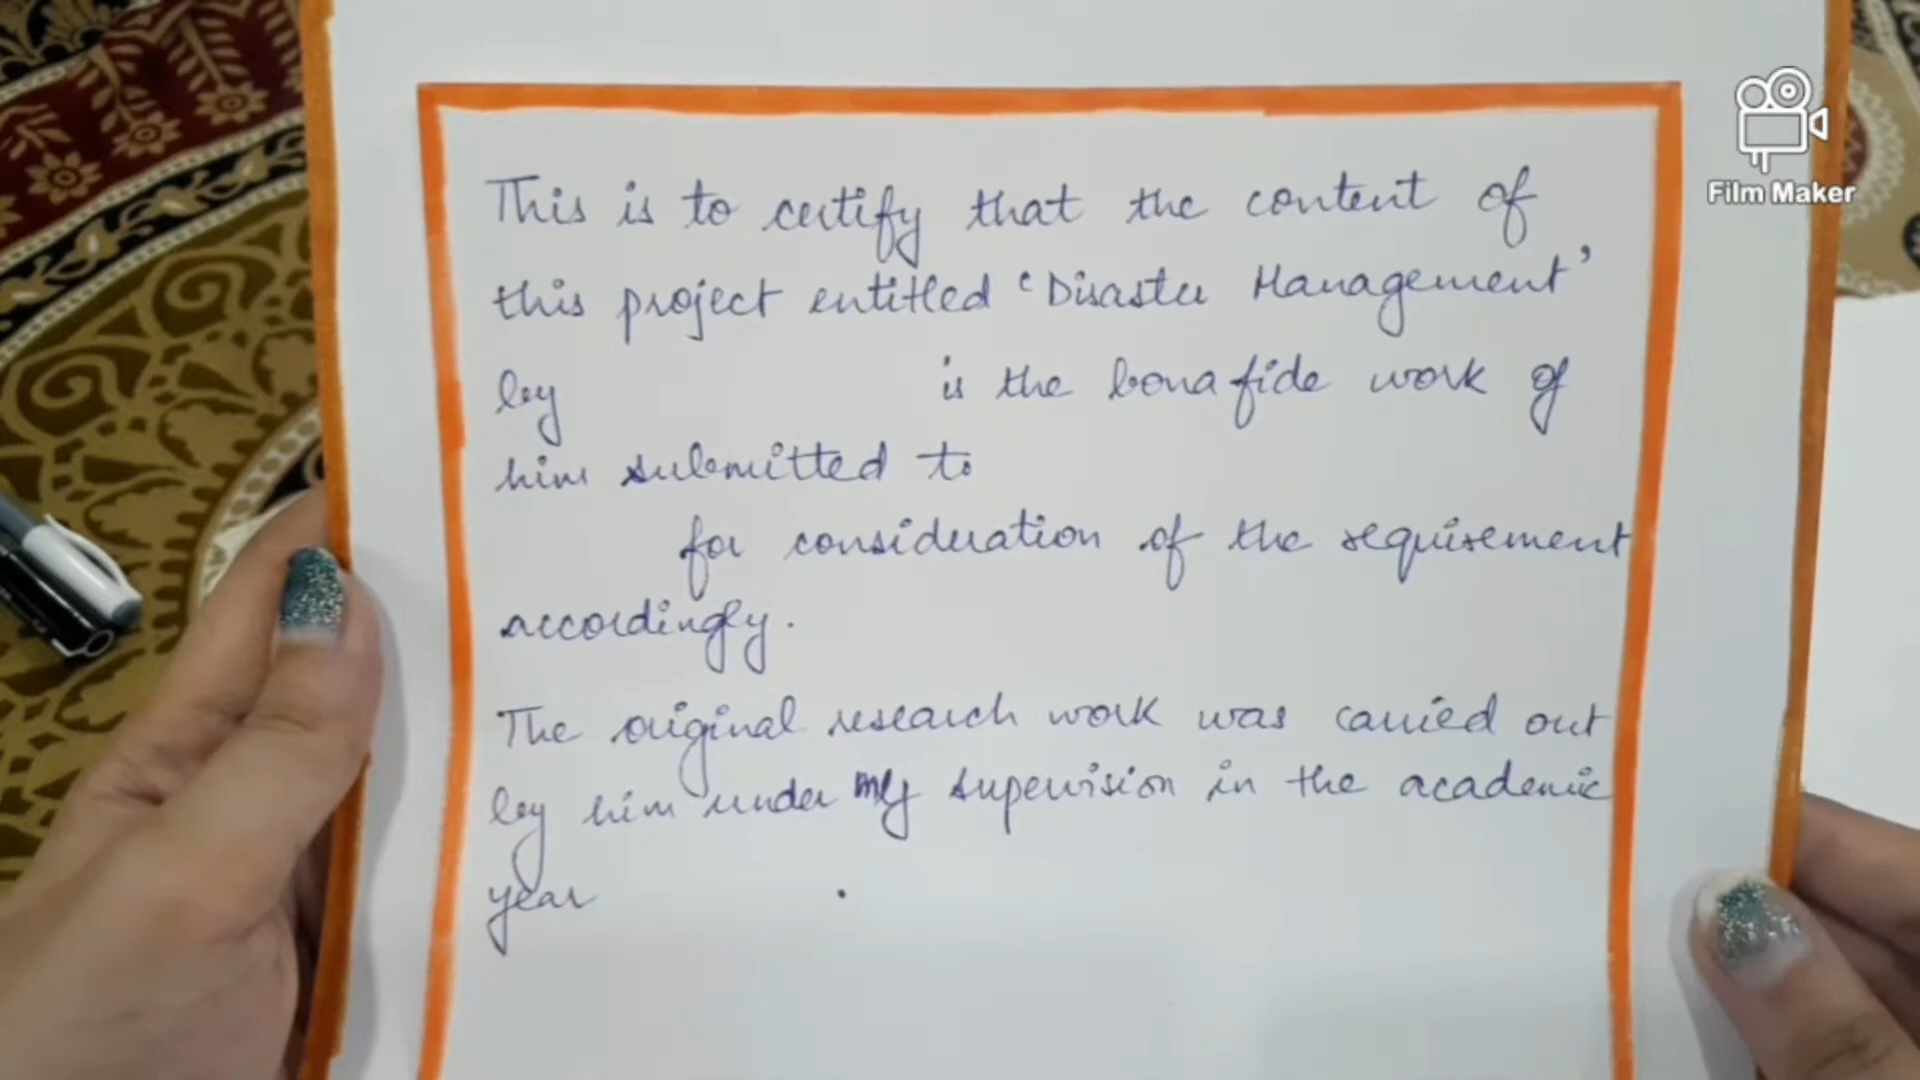 This is to certify that the content of
this project entitled 'Disaster Management'
by is the bonafide work of
him submitted to
for consideration of the requirement
accordingly.
The original research work was carried out
by him under my supervision in the academic
year .
Film Maker